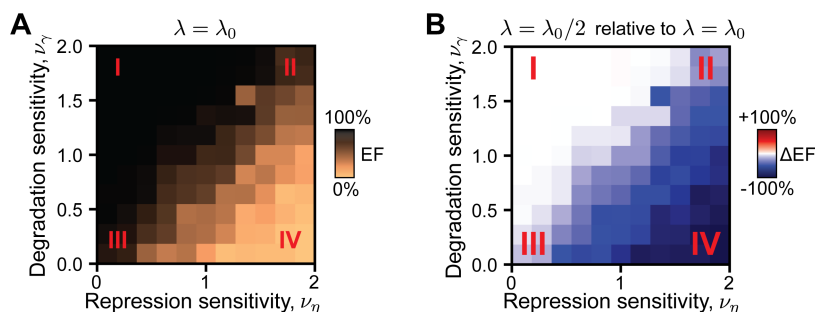 A
λ = λ₀
Degradation sensitivity, νγ
2.0
1.5
1.0
0.5
0.0
I
II
III
IV
0
1
2
Repression sensitivity, νη
100%
EF
0%
B
λ = λ₀/2 relative to λ = λ₀
Degradation sensitivity, νγ
2.0
1.5
1.0
0.5
0.0
I
II
III
IV
0
1
2
Repression sensitivity, νη
+100%
ΔEF
-100%